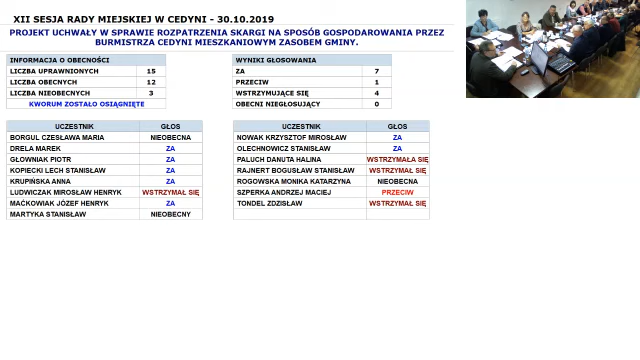 XII SESJA RADY MIEJSKIEJ W CEDYNI - 30.10.2019
PROJEKT UCHWAŁY W SPRAWIE ROZPATRZENIA SKARGI NA SPOSÓB GOSPODAROWANIA PRZEZ
BURMISTRZA CEDYNI MIESZKANIOWYM ZASOBEM GMINY.
INFORMACJA O OBECNOŚCI
LICZBA UPRAWNIONYCH 15
LICZBA OBECNYCH 12
LICZBA NIEOBECNYCH 3
KWORUM ZOSTAŁO OSIĄGNIĘTE
WYNIKI GŁOSOWANIA
ZA 7
PRZECIW 1
WSTRZYMUJĄCE SIĘ 4
OBECNI NIEGŁOSUJĄCY 0
UCZESTNIK GŁOS
BORGUL CZESŁAWA MARIA NIEOBECNA
DRELA MAREK ZA
GŁOWNIAK PIOTR ZA
KOPIECKI LECH STANISŁAW ZA
KRUPIŃSKA ANNA ZA
LUDWICZAK MIROSŁAW HENRYK WSTRZYMAŁ SIĘ
MAĆKOWIAK JÓZEF HENRYK ZA
MARTYKA STANISŁAW NIEOBECNY
UCZESTNIK GŁOS
NOWAK KRZYSZTOF MIROSŁAW ZA
OLECHNOWICZ STANISŁAW ZA
PALUCH DANUTA HALINA WSTRZYMAŁA SIĘ
RAJNERT BOGUSŁAW STANISŁAW WSTRZYMAŁ SIĘ
ROGOWSKA MONIKA KATARZYNA NIEOBECNA
SZPERKA ANDRZEJ MACIEJ PRZECIW
TONDEL ZDZISŁAW WSTRZYMAŁ SIĘ